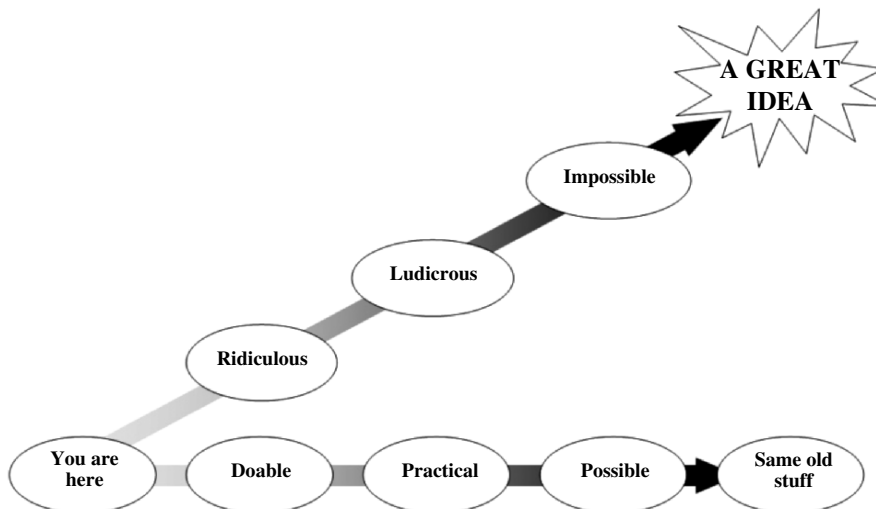 A GREAT
IDEA
Impossible
Ludicrous
Ridiculous
You are
here
Doable
Practical
Possible
Same old
stuff